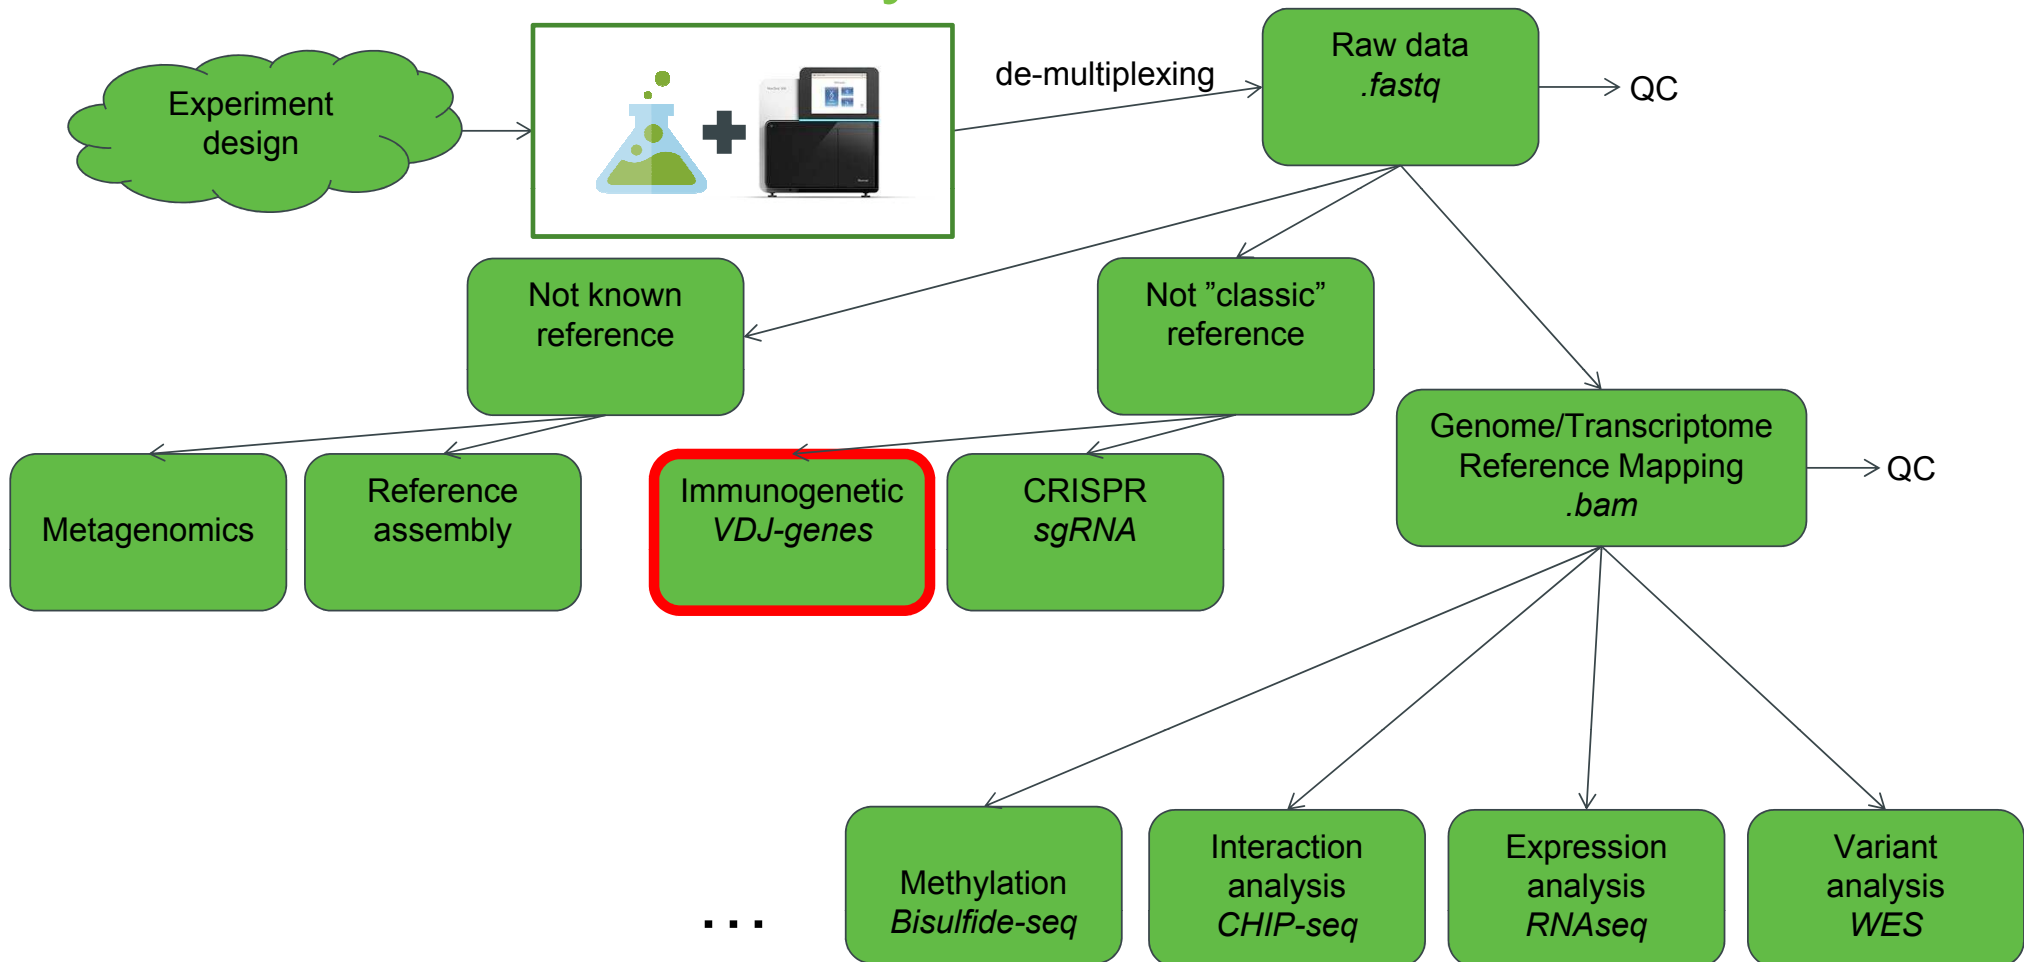 Experiment
design
de-multiplexing
Raw data
.fastq
QC
Not known
reference
Not ”classic”
reference
Genome/Transcriptome
Reference Mapping
.bam
QC
Metagenomics
Reference
assembly
Immunogenetic
VDJ-genes
CRISPR
sgRNA
. . .
Methylation
Bisulfide-seq
Interaction
analysis
CHIP-seq
Expression
analysis
RNAseq
Variant
analysis
WES